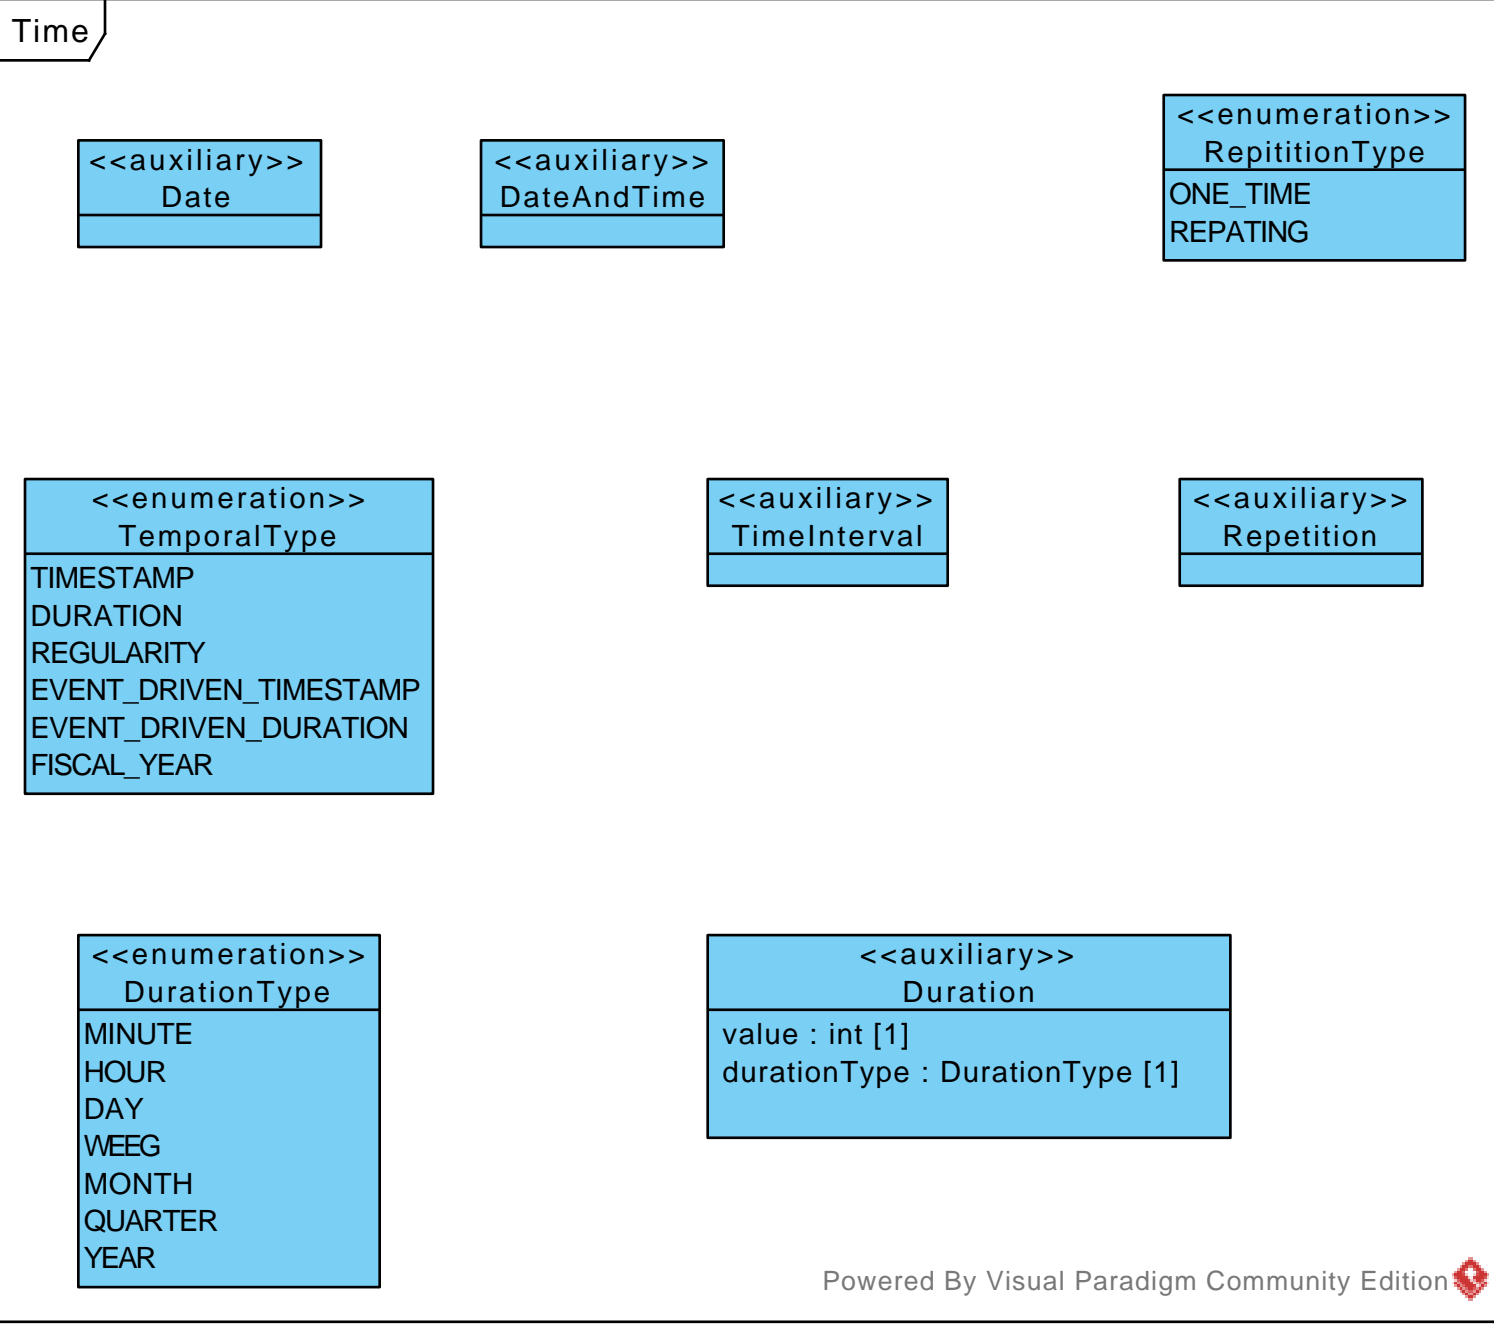 Time
<<auxiliary>>
Date
<<auxiliary>>
DateAndTime
<<enumeration>>
RepititionType
ONE_TIME
REPATING
<<enumeration>>
TemporalType
TIMESTAMP
DURATION
REGULARITY
EVENT_DRIVEN_TIMESTAMP
EVENT_DRIVEN_DURATION
FISCAL_YEAR
<<auxiliary>>
TimeInterval
<<auxiliary>>
Repetition
<<enumeration>>
DurationType
MINUTE
HOUR
DAY
WEEG
MONTH
QUARTER
YEAR
<<auxiliary>>
Duration
value : int [1]
durationType : DurationType [1]
Powered By Visual Paradigm Community Edition